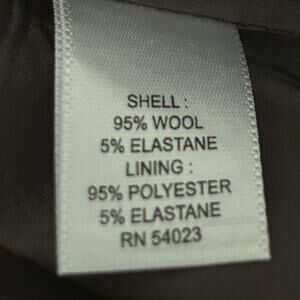 SHELL :
95% WOOL
5% ELASTANE
LINING :
95% POLYESTER
5% ELASTANE
RN 54023